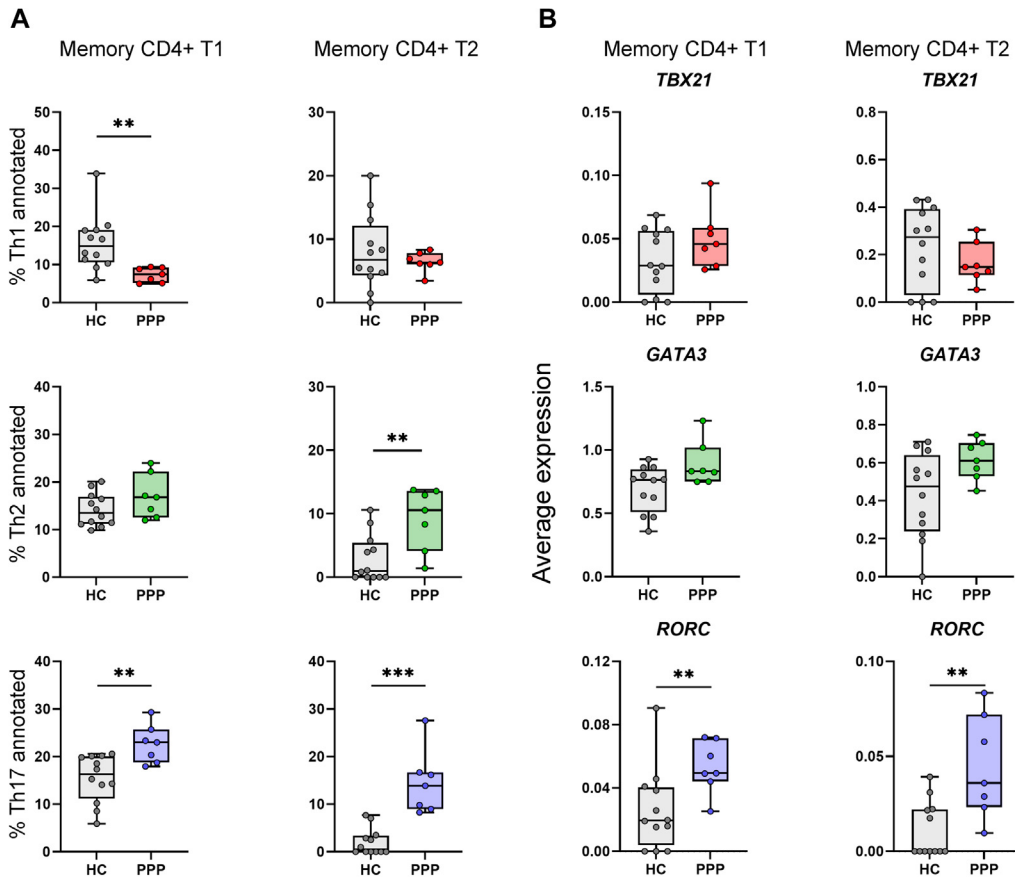 A
B
Memory CD4+ T1
Memory CD4+ T2
Memory CD4+ T1
Memory CD4+ T2
TBX21
TBX21
% Th1 annotated
50
40
30
20
10
0
**
HC
PPP
30
20
10
0
HC
PPP
0.15
0.10
0.05
0.00
HC
PPP
0.8
0.6
0.4
0.2
0.0
HC
PPP
GATA3
GATA3
% Th2 annotated
40
30
20
10
0
HC
PPP
30
20
10
0
**
HC
PPP
Average expression
1.5
1.0
0.5
0.0
HC
PPP
1.0
0.8
0.6
0.4
0.2
0.0
HC
PPP
RORC
RORC
% Th17 annotated
40
30
20
10
0
**
HC
PPP
40
30
20
10
0
***
HC
PPP
0.12
0.08
0.04
0.00
**
HC
PPP
0.10
0.05
0.00
**
HC
PPP